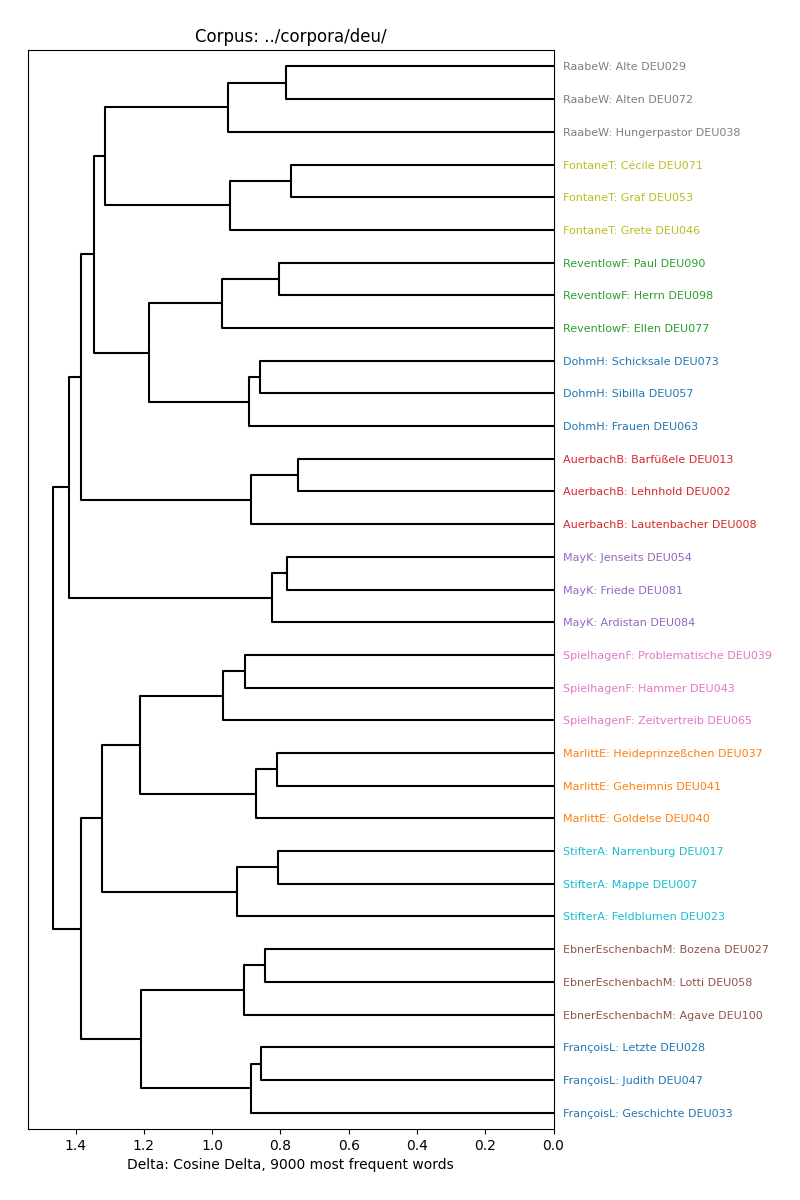 Corpus: ../corpora/deu/
RaabeW: Alte DEU029
RaabeW: Alten DEU072
RaabeW: Hungerpastor DEU038
FontaneT: Cécile DEU071
FontaneT: Graf DEU053
FontaneT: Grete DEU046
ReventlowF: Paul DEU090
ReventlowF: Herrn DEU098
ReventlowF: Ellen DEU077
DohmH: Schicksale DEU073
DohmH: Sibilla DEU057
DohmH: Frauen DEU063
AuerbachB: Barfüßele DEU013
AuerbachB: Lehnhold DEU002
AuerbachB: Lautenbacher DEU008
MayK: Jenseits DEU054
MayK: Friede DEU081
MayK: Ardistan DEU084
SpielhagenF: Problematische DEU039
SpielhagenF: Hammer DEU043
SpielhagenF: Zeitvertreib DEU065
MarlittE: Heideprinzeßchen DEU037
MarlittE: Geheimnis DEU041
MarlittE: Goldelse DEU040
StifterA: Narrenburg DEU017
StifterA: Mappe DEU007
StifterA: Feldblumen DEU023
EbnerEschenbachM: Bozena DEU027
EbnerEschenbachM: Lotti DEU058
EbnerEschenbachM: Agave DEU100
FrançoisL: Letzte DEU028
FrançoisL: Judith DEU047
FrançoisL: Geschichte DEU033
1.4 1.2 1.0 0.8 0.6 0.4 0.2 0.0
Delta: Cosine Delta, 9000 most frequent words